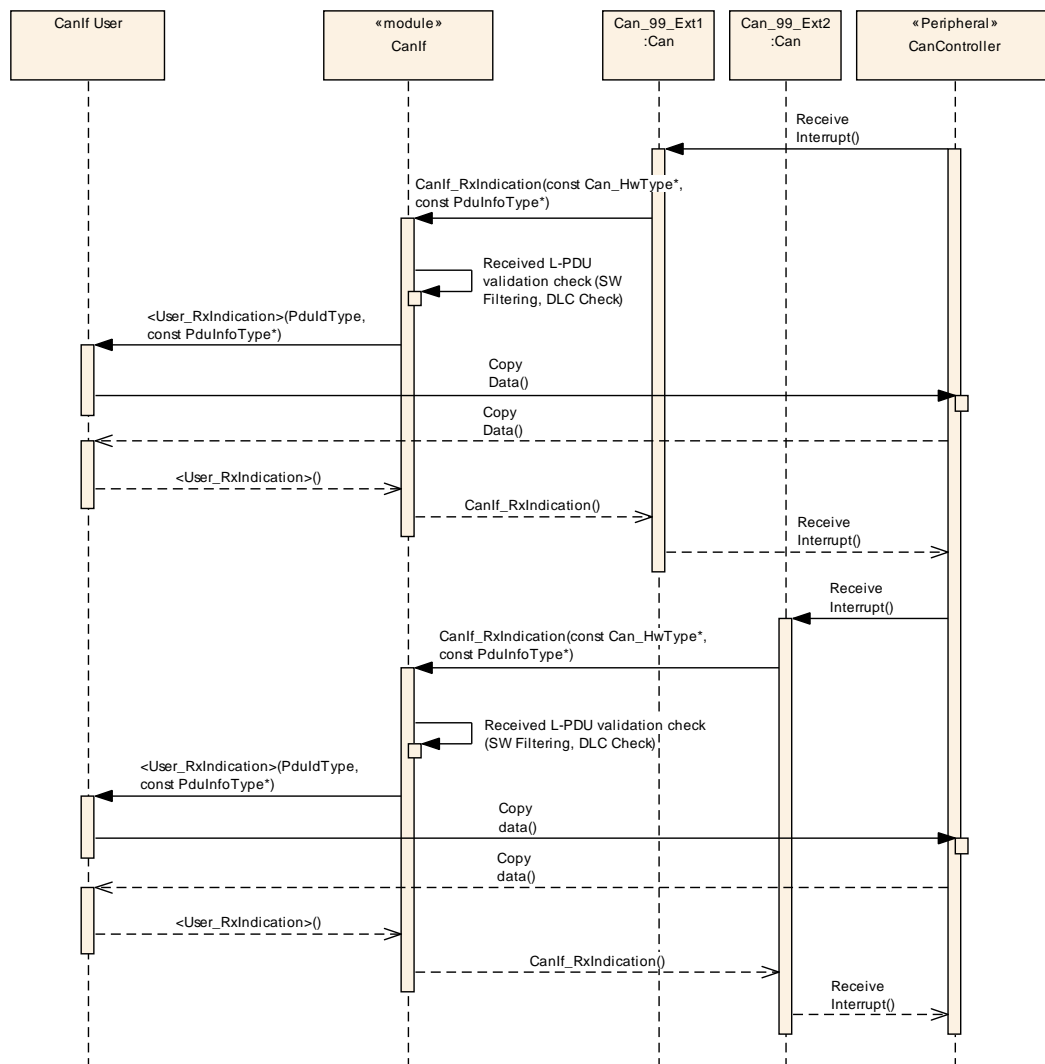 CanIf User
«module»
CanIf
Can_99_Ext1
:Can
Can_99_Ext2
:Can
«Peripheral»
CanController
Receive
Interrupt()
CanIf_RxIndication(const Can_HwType*,
const PduInfoType*)
Received L-PDU
validation check (SW
Filtering, DLC Check)
<User_RxIndication>(PduIdType,
const PduInfoType*)
Copy
Data()
Copy
Data()
<User_RxIndication>()
CanIf_RxIndication()
Receive
Interrupt()
Receive
Interrupt()
CanIf_RxIndication(const Can_HwType*,
const PduInfoType*)
Received L-PDU validation check
(SW Filtering, DLC Check)
<User_RxIndication>(PduIdType,
const PduInfoType*)
Copy
data()
Copy
data()
<User_RxIndication>()
CanIf_RxIndication()
Receive
Interrupt()